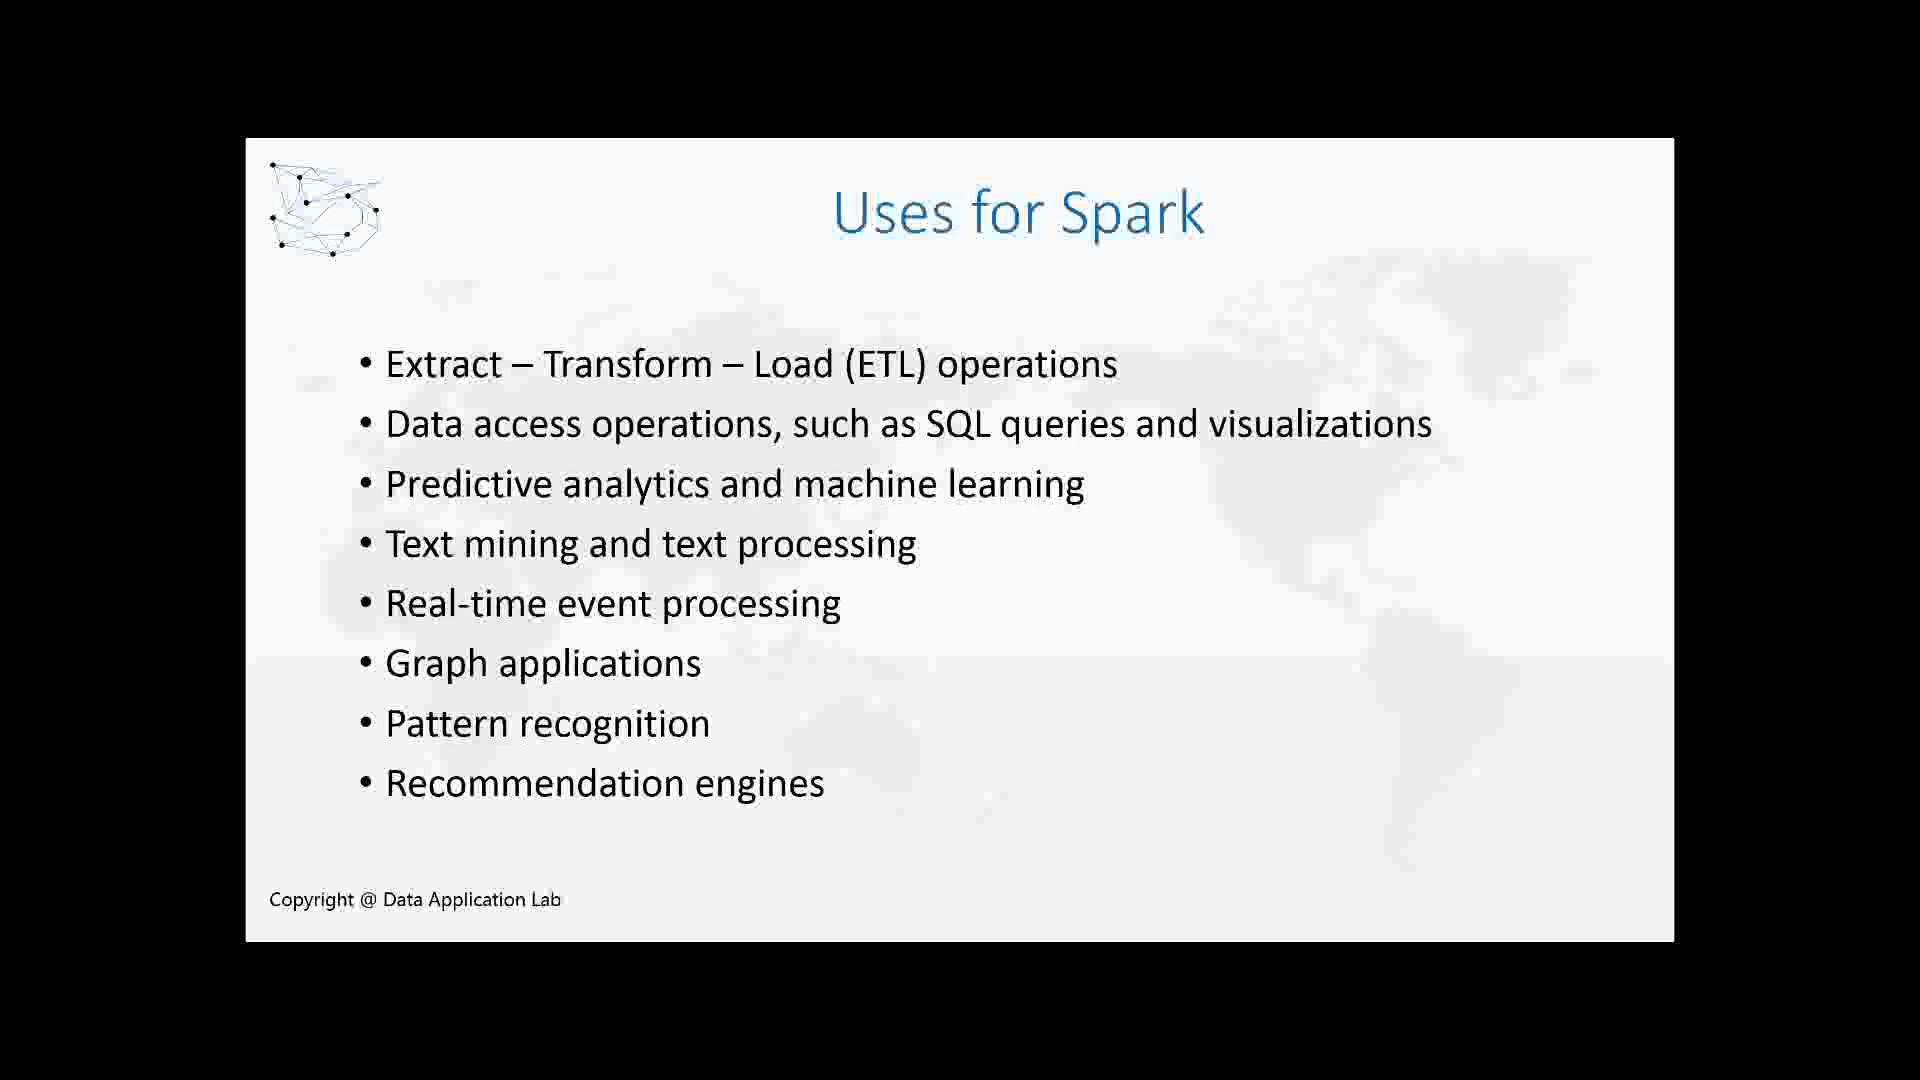 Uses for Spark
• Extract – Transform – Load (ETL) operations
• Data access operations, such as SQL queries and visualizations
• Predictive analytics and machine learning
• Text mining and text processing
• Real-time event processing
• Graph applications
• Pattern recognition
• Recommendation engines
Copyright @ Data Application Lab